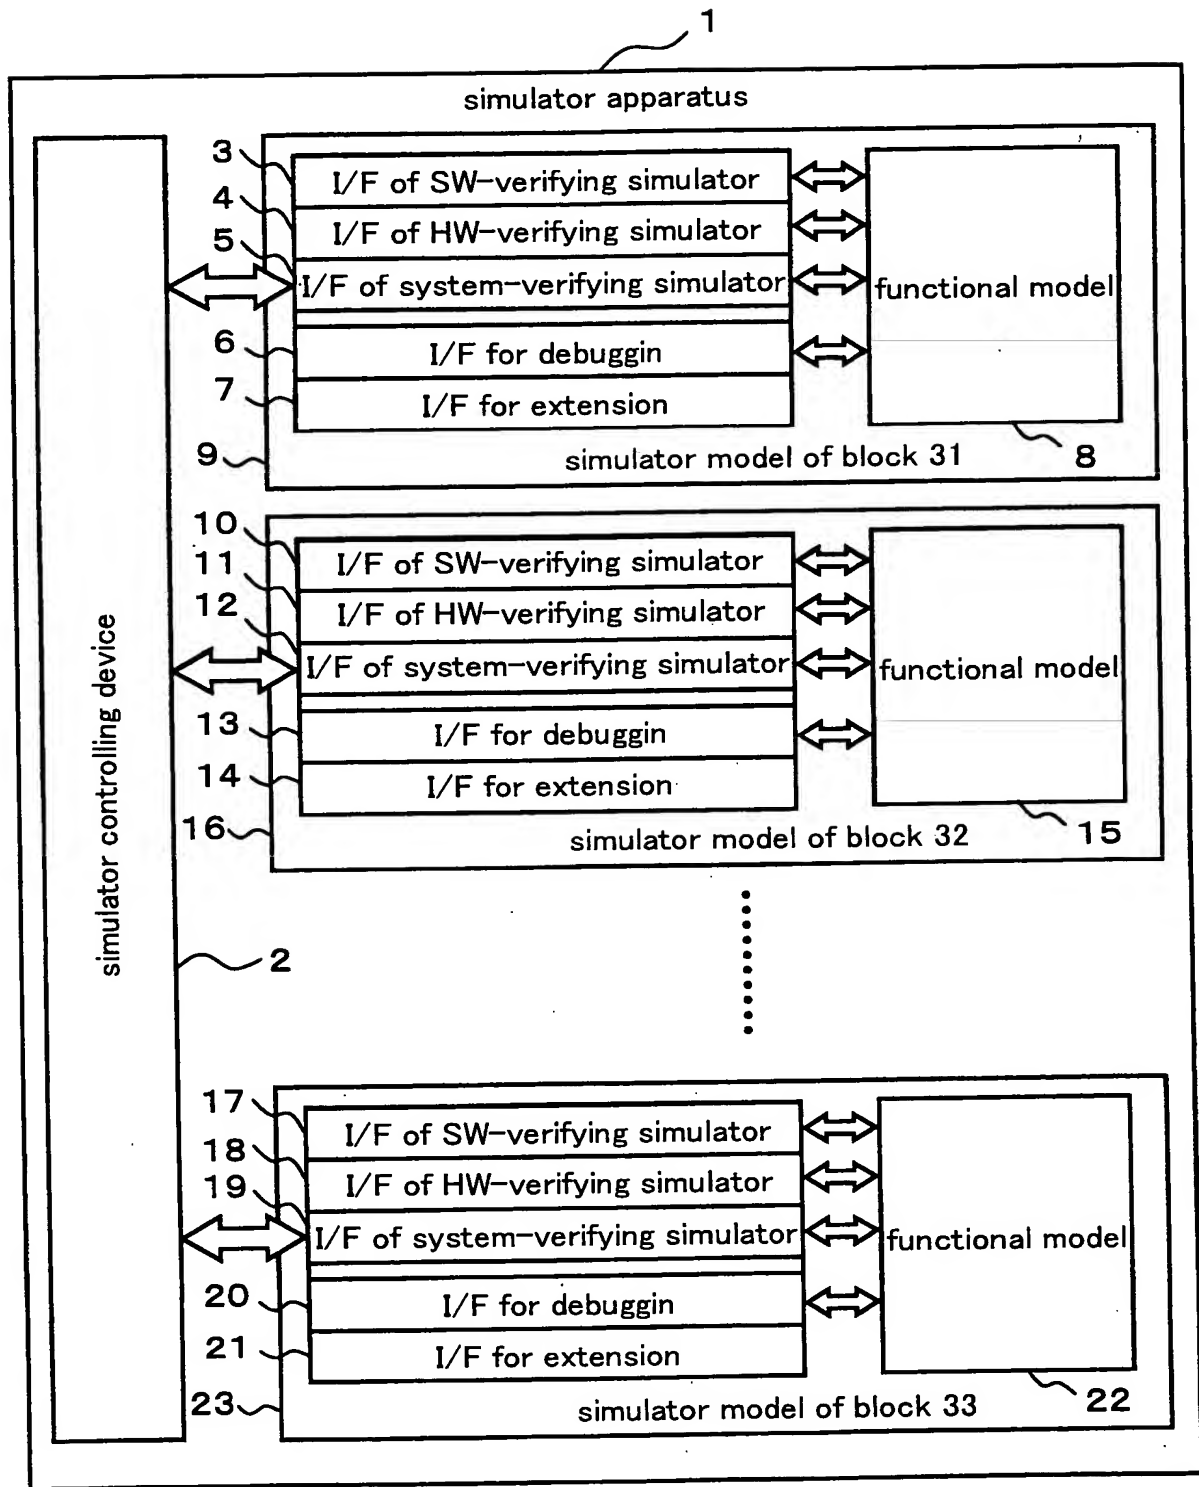 1
simulator apparatus
simulator controlling device
2
3
I/F of SW-verifying simulator
4
I/F of HW-verifying simulator
5
I/F of system-verifying simulator
functional model
6
I/F for debuggin
7
I/F for extension
9
simulator model of block 31
8
10
I/F of SW-verifying simulator
11
I/F of HW-verifying simulator
12
I/F of system-verifying simulator
functional model
13
I/F for debuggin
14
I/F for extension
16
simulator model of block 32
15
17
I/F of SW-verifying simulator
18
I/F of HW-verifying simulator
19
I/F of system-verifying simulator
functional model
20
I/F for debuggin
21
I/F for extension
23
simulator model of block 33
22